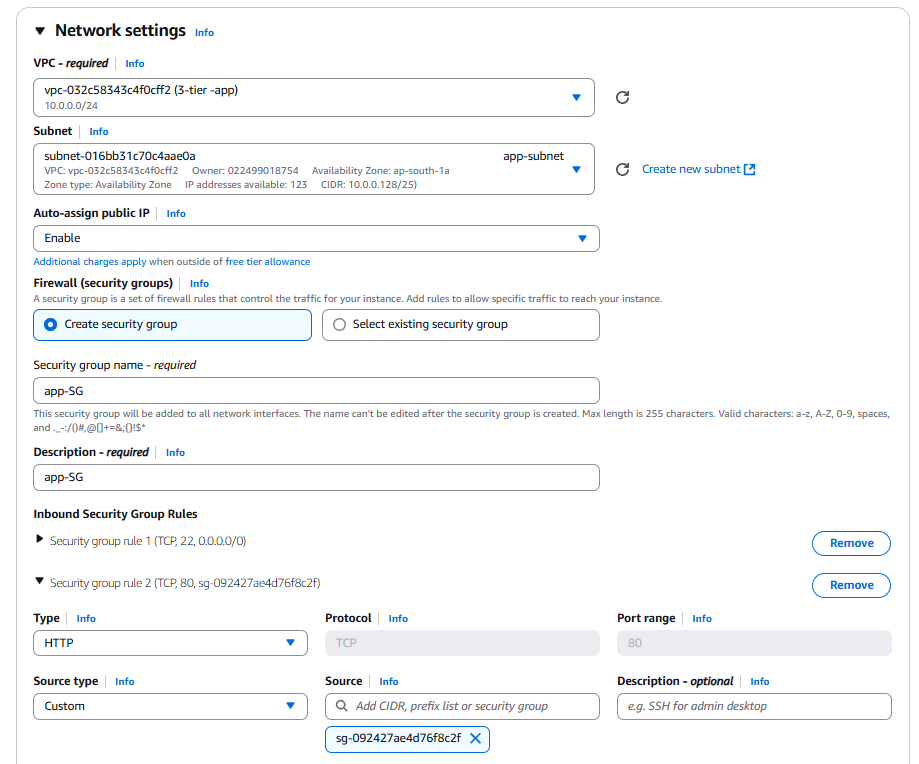 Network settings Info
VPC - required Info
vpc-032c58343c4f0cff2 (3-tier -app)
10.0.0.0/24
Subnet Info
subnet-016bb31c70c4aae0a app-subnet
VPC: vpc-032c58343c4f0cff2 Owner: 022499018754 Availability Zone: ap-south-1a
Zone type: Availability Zone IP addresses available: 123 CIDR: 10.0.0.128/25)
Create new subnet
Auto-assign public IP Info
Enable
Additional charges apply when outside of free tier allowance
Firewall (security groups) Info
A security group is a set of firewall rules that control the traffic for your instance. Add rules to allow specific traffic to reach your instance.
Create security group Select existing security group
Security group name - required
app-SG
This security group will be added to all network interfaces. The name can't be edited after the security group is created. Max length is 255 characters. Valid characters: a-z, A-Z, 0-9, spaces,
and ._-:/()#,@[]+=&;{}!$*
Description - required Info
app-SG
Inbound Security Group Rules
Security group rule 1 (TCP, 22, 0.0.0.0/0) Remove
Security group rule 2 (TCP, 80, sg-092427ae4d76f8c2f) Remove
Type Info Protocol Info Port range Info
HTTP TCP 80
Source type Info Source Info Description - optional Info
Custom Add CIDR, prefix list or security group e.g. SSH for admin desktop
sg-092427ae4d76f8c2f